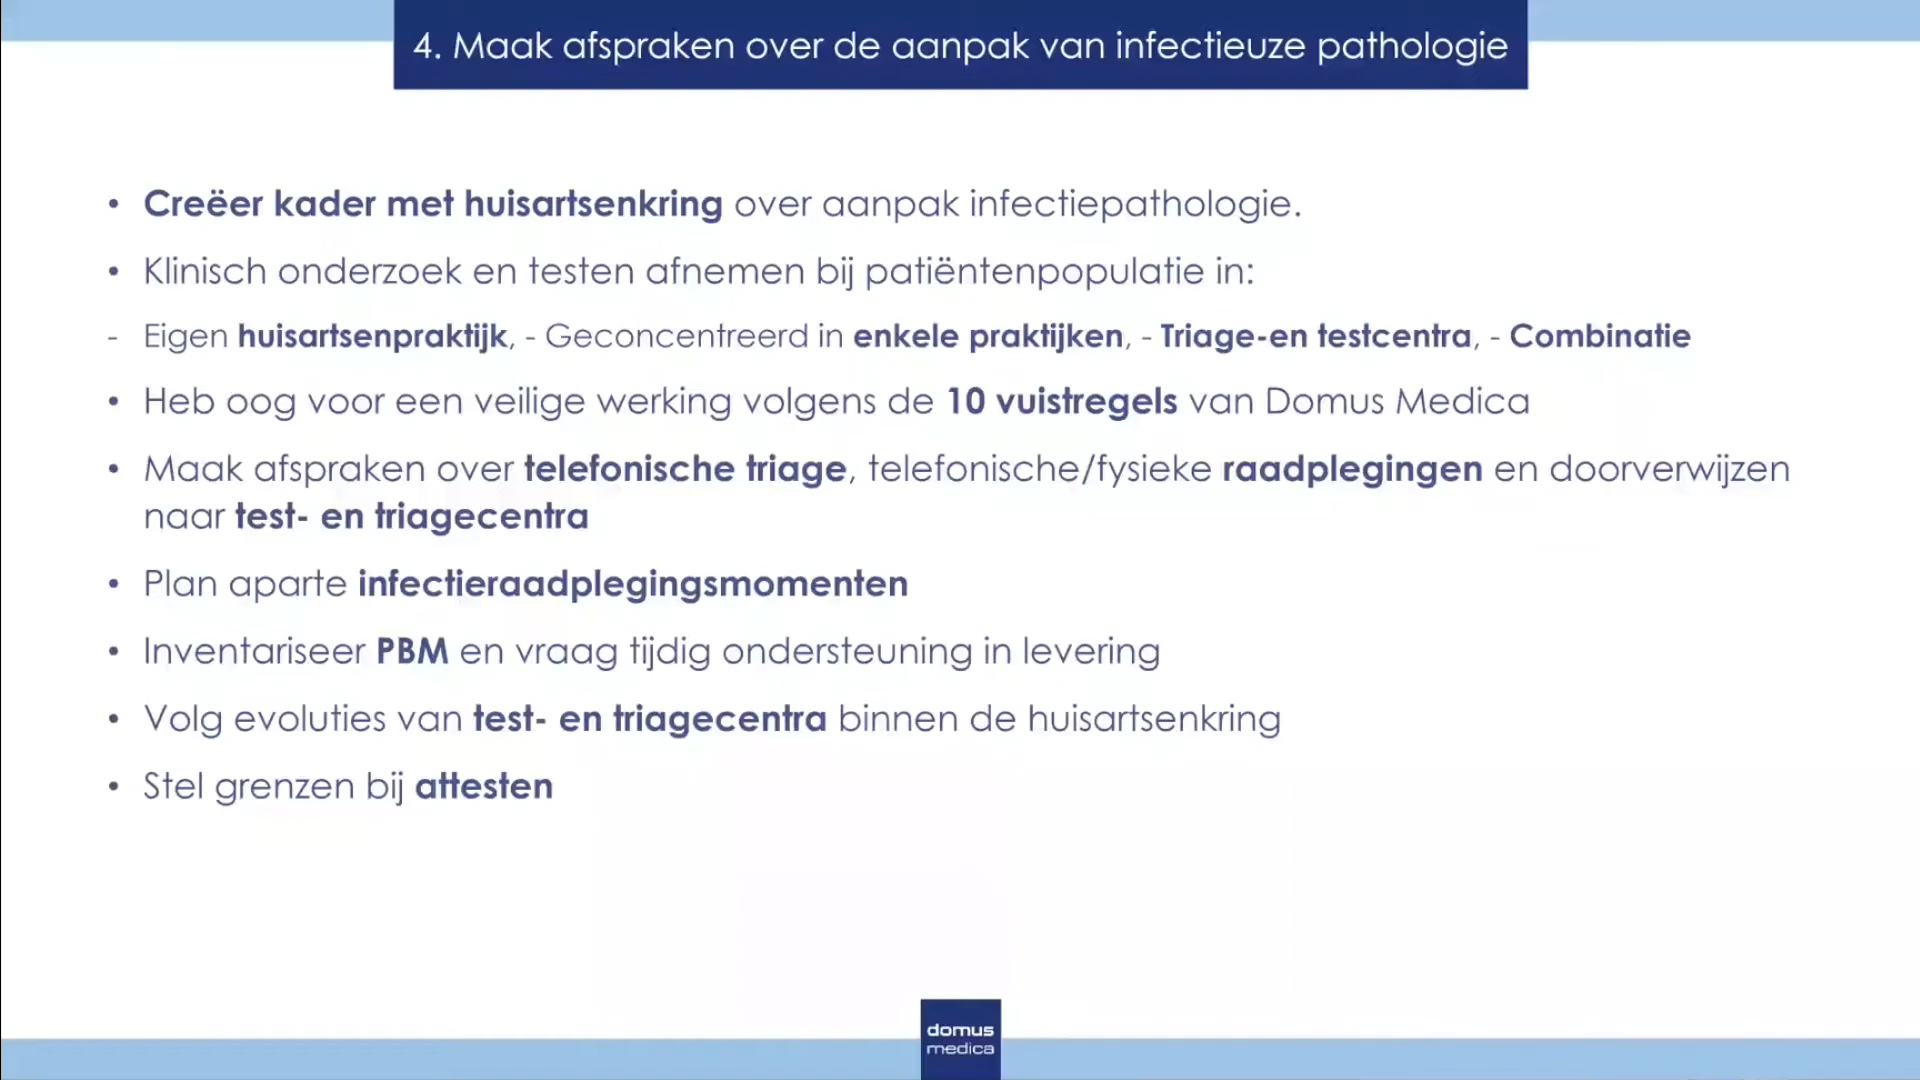 4. Maak afspraken over de aanpak van infectieuze pathologie
• Creëer kader met huisartsenkring over aanpak infectiepathologie.
• Klinisch onderzoek en testen afnemen bij patiëntenpopulatie in:
- Eigen huisartsenpraktijk, - Geconcentreerd in enkele praktijken, - Triage-en testcentra, - Combinatie
• Heb oog voor een veilige werking volgens de 10 vuistregels van Domus Medica
• Maak afspraken over telefonische triage, telefonische/fysieke raadplegingen en doorverwijzen
naar test- en triagecentra
• Plan aparte infectieraadplegingsmomenten
• Inventariseer PBM en vraag tijdig ondersteuning in levering
• Volg evoluties van test- en triagecentra binnen de huisartsenkring
• Stel grenzen bij attesten
domus
medica